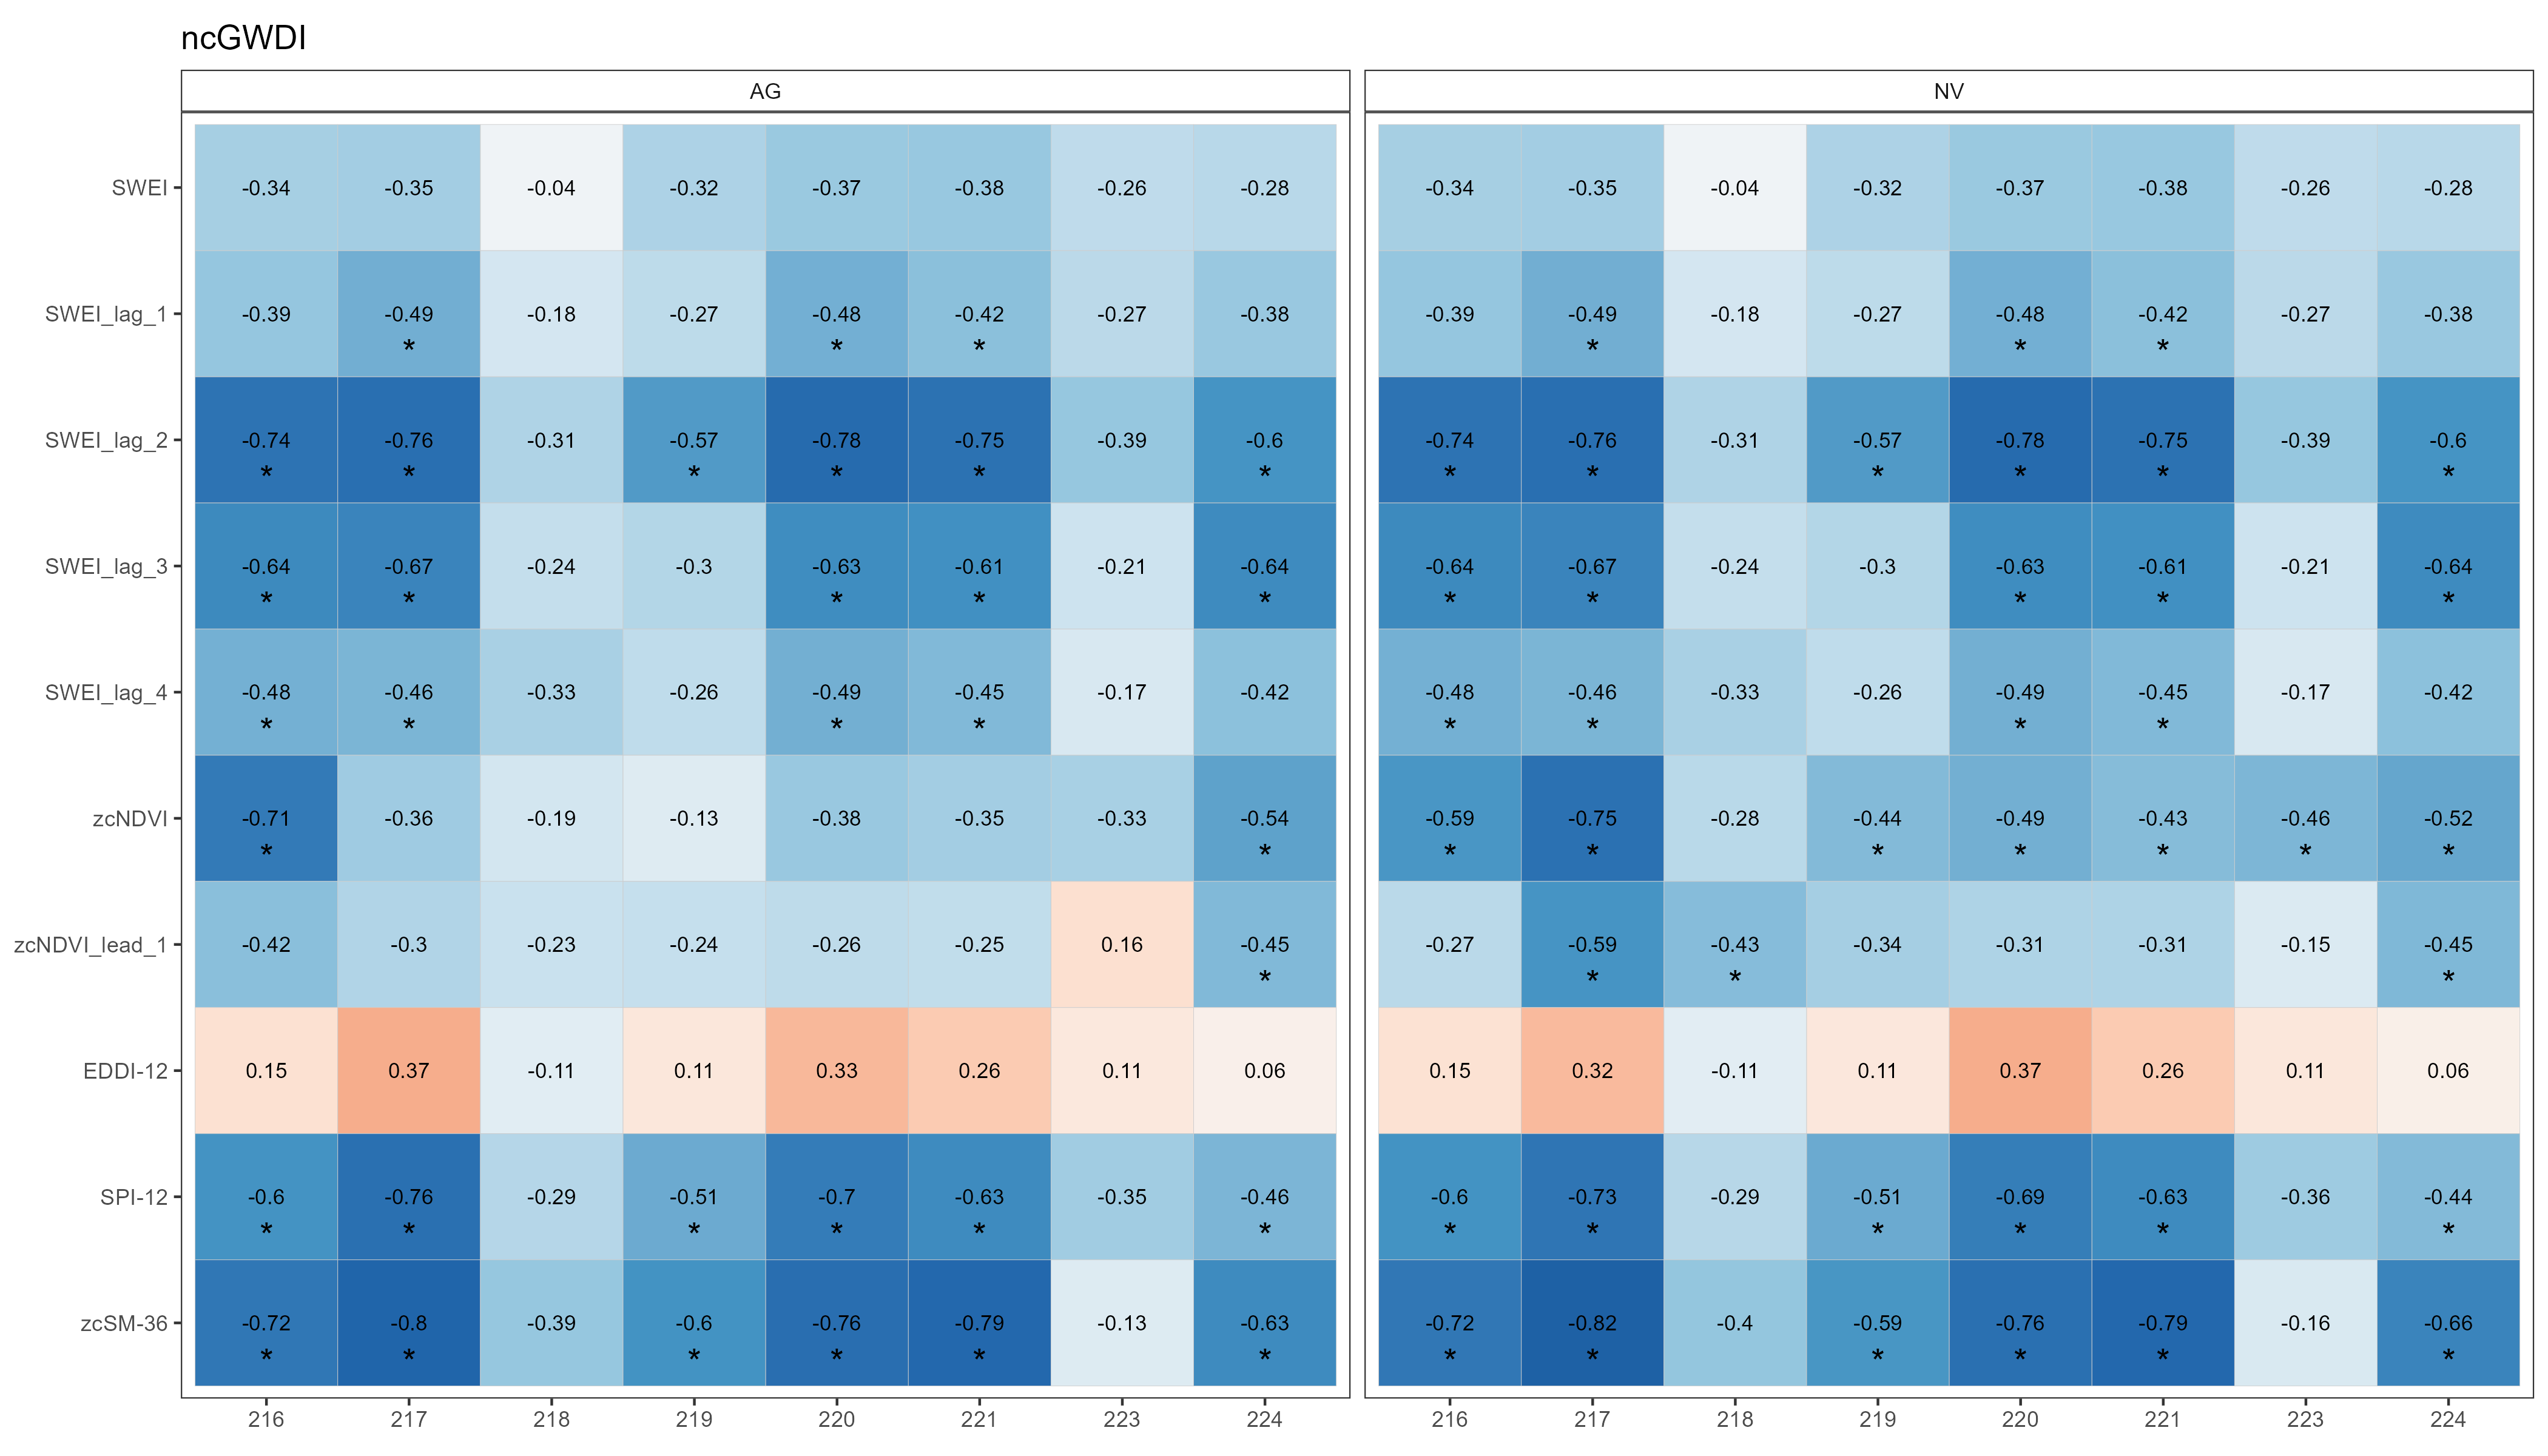 ncGWDI
AG NV
SWEI -0.34 -0.35 -0.04 -0.32 -0.37 -0.38 -0.26 -0.28 -0.34 -0.35 -0.04 -0.32 -0.37 -0.38 -0.26 -0.28
SWEI_lag_1 -0.39 -0.49 -0.18 -0.27 -0.48 -0.42 -0.27 -0.38 -0.39 -0.49 -0.18 -0.27 -0.48 -0.42 -0.27 -0.38
* * * * * *
SWEI_lag_2 -0.74 -0.76 -0.31 -0.57 -0.78 -0.75 -0.39 -0.6 -0.74 -0.76 -0.31 -0.57 -0.78 -0.75 -0.39 -0.6
* * * * * * * * * * * *
SWEI_lag_3 -0.64 -0.67 -0.24 -0.3 -0.63 -0.61 -0.21 -0.64 -0.64 -0.67 -0.24 -0.3 -0.63 -0.61 -0.21 -0.64
* * * * * * * * * *
SWEI_lag_4 -0.48 -0.46 -0.33 -0.26 -0.49 -0.45 -0.17 -0.42 -0.48 -0.46 -0.33 -0.26 -0.49 -0.45 -0.17 -0.42
* * * * * * * *
zcNDVI -0.71 -0.36 -0.19 -0.13 -0.38 -0.35 -0.33 -0.54 -0.59 -0.75 -0.28 -0.44 -0.49 -0.43 -0.46 -0.52
* * * * * * * * *
zcNDVI_lead_1 -0.42 -0.3 -0.23 -0.24 -0.26 -0.25 0.16 -0.45 -0.27 -0.59 -0.43 -0.34 -0.31 -0.31 -0.15 -0.45
* * * *
EDDI-12 0.15 0.37 -0.11 0.11 0.33 0.26 0.11 0.06 0.15 0.32 -0.11 0.11 0.37 0.26 0.11 0.06
SPI-12 -0.6 -0.76 -0.29 -0.51 -0.7 -0.63 -0.35 -0.46 -0.6 -0.73 -0.29 -0.51 -0.69 -0.63 -0.36 -0.44
* * * * * * * * * * * *
zcSM-36 -0.72 -0.8 -0.39 -0.6 -0.76 -0.79 -0.13 -0.63 -0.72 -0.82 -0.4 -0.59 -0.76 -0.79 -0.16 -0.66
* * * * * * * * * * * *
216 217 218 219 220 221 223 224 216 217 218 219 220 221 223 224